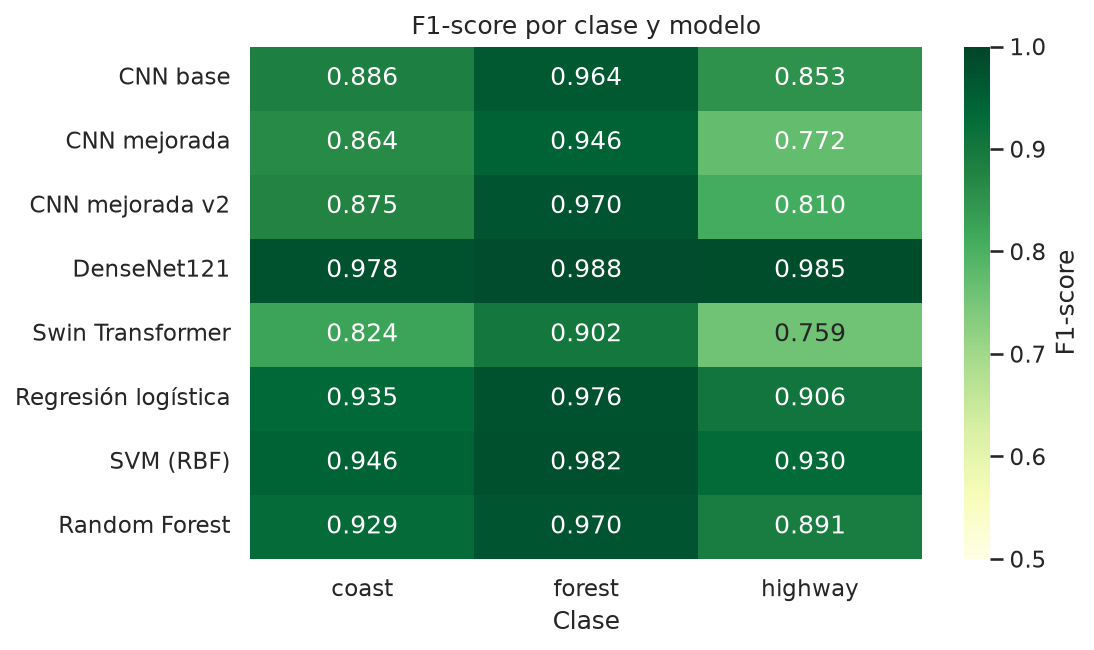 F1-score por clase y modelo
CNN base 0.886 0.964 0.853
CNN mejorada 0.864 0.946 0.772
CNN mejorada v2 0.875 0.970 0.810
DenseNet121 0.978 0.988 0.985
Swin Transformer 0.824 0.902 0.759
Regresión logística 0.935 0.976 0.906
SVM (RBF) 0.946 0.982 0.930
Random Forest 0.929 0.970 0.891
coast forest highway
Clase
1.0
0.9
0.8
0.7
0.6
0.5
F1-score